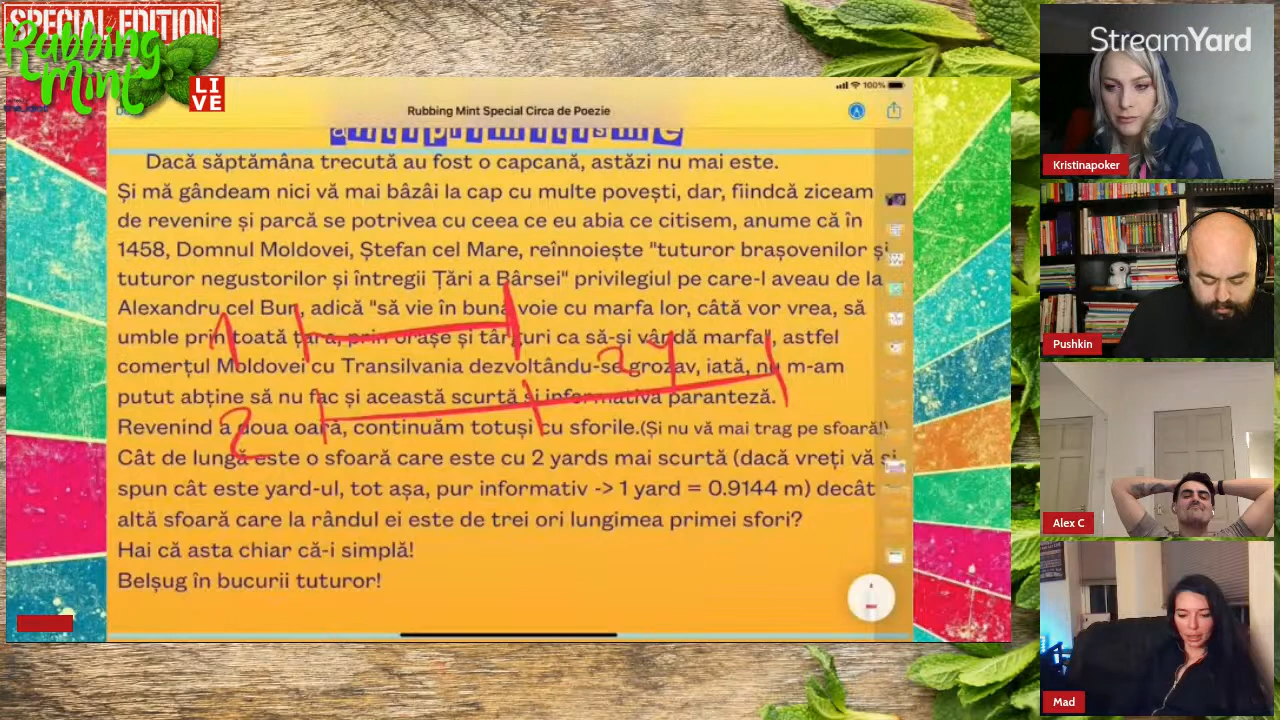 SPECIAL EDITION
Rubbing
Mint
LIVE
StreamYard
100%
Rubbing Mint Special Circa de Poezie
antiprimitisme
Dacă săptămâna trecută au fost o capcană, astăzi nu mai este.
Și mă gândeam nici vă mai bâzâi la cap cu multe povești, dar, fiindcă ziceam
de revenire și parcă se potrivea cu ceea ce eu abia ce citisem, anume că în
1458, Domnul Moldovei, Ștefan cel Mare, reînnoiește "tuturor brașovenilor și
tuturor negustorilor și întregii Țări a Bârsei" privilegiul pe care-l aveau de la
Alexandru cel Bun, adică "să vie în bună voie cu marfa lor, câtă vor vrea, să
umble prin toată țara, prin orașe și târguri ca să-și vândă marfa", astfel
comerțul Moldovei cu Transilvania dezvoltându-se grozav, iată, nu m-am
putut abține să nu fac și această scurtă și informativă paranteză.
Revenind a doua oară, continuăm totuși cu sforile.(Și nu vă mai trag pe sfoară!)
Cât de lungă este o sfoară care este cu 2 yards mai scurtă (dacă vreți vă și
spun cât este yard-ul, tot așa, pur informativ -> 1 yard = 0.9144 m) decât
altă sfoară care la rândul ei este de trei ori lungimea primei sfori?
Hai că asta chiar că-i simplă!
Belșug în bucurii tuturor!
1
2 y
2
Kristinapoker
Pushkin
Alex C
Mad